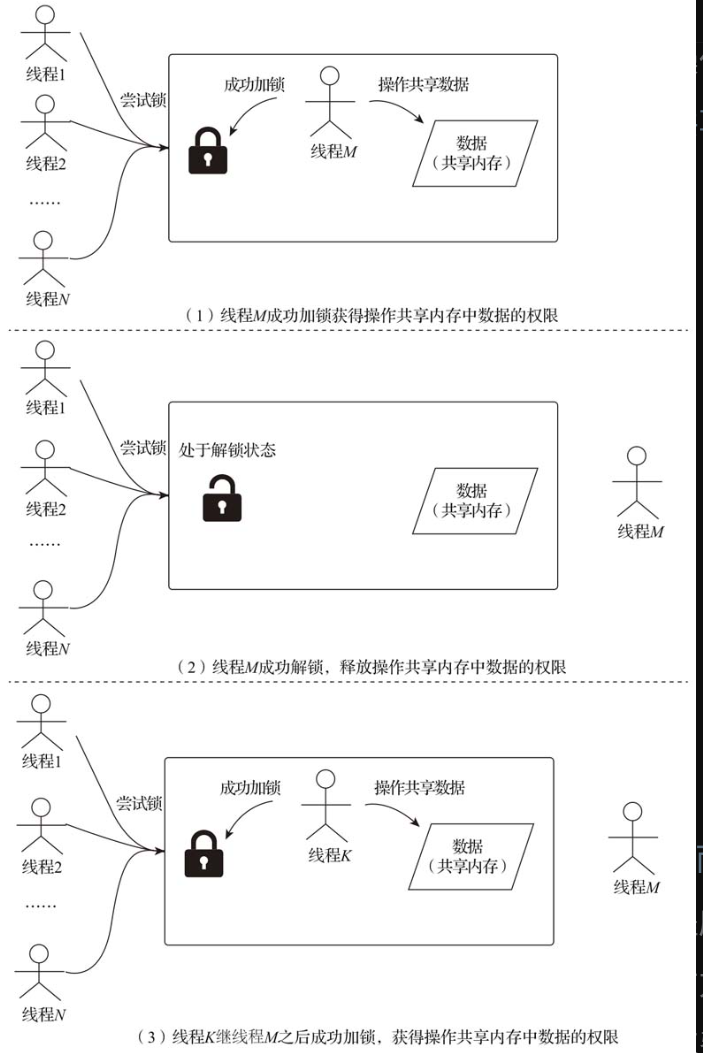 线程1
尝试锁
线程2
……
线程N
成功加锁
线程M
操作共享数据
数据
（共享内存）
（1）线程M成功加锁获得操作共享内存中数据的权限
线程1
尝试锁
线程2
……
线程N
处于解锁状态
数据
（共享内存）
线程M
（2）线程M成功解锁，释放操作共享内存中数据的权限
线程1
尝试锁
线程2
……
线程N
成功加锁
线程K
操作共享数据
数据
（共享内存）
线程M
（3）线程K继线程M之后成功加锁，获得操作共享内存中数据的权限